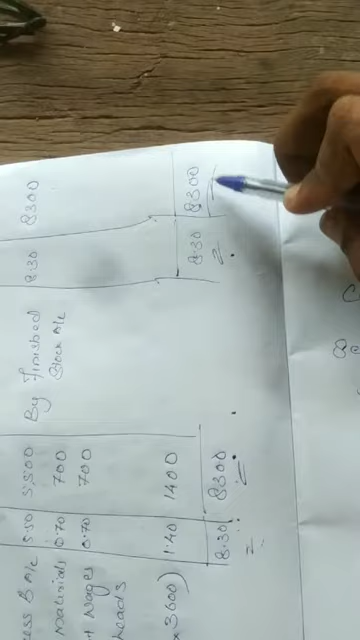 ess B A/c 5.50 5,500 By Finished 8.30 8300
Materials 0.70 700 Stock A/c
t Wages 0.70 700
heads
x 3600) 1.40 1400
8.30 8300 8.30 8300